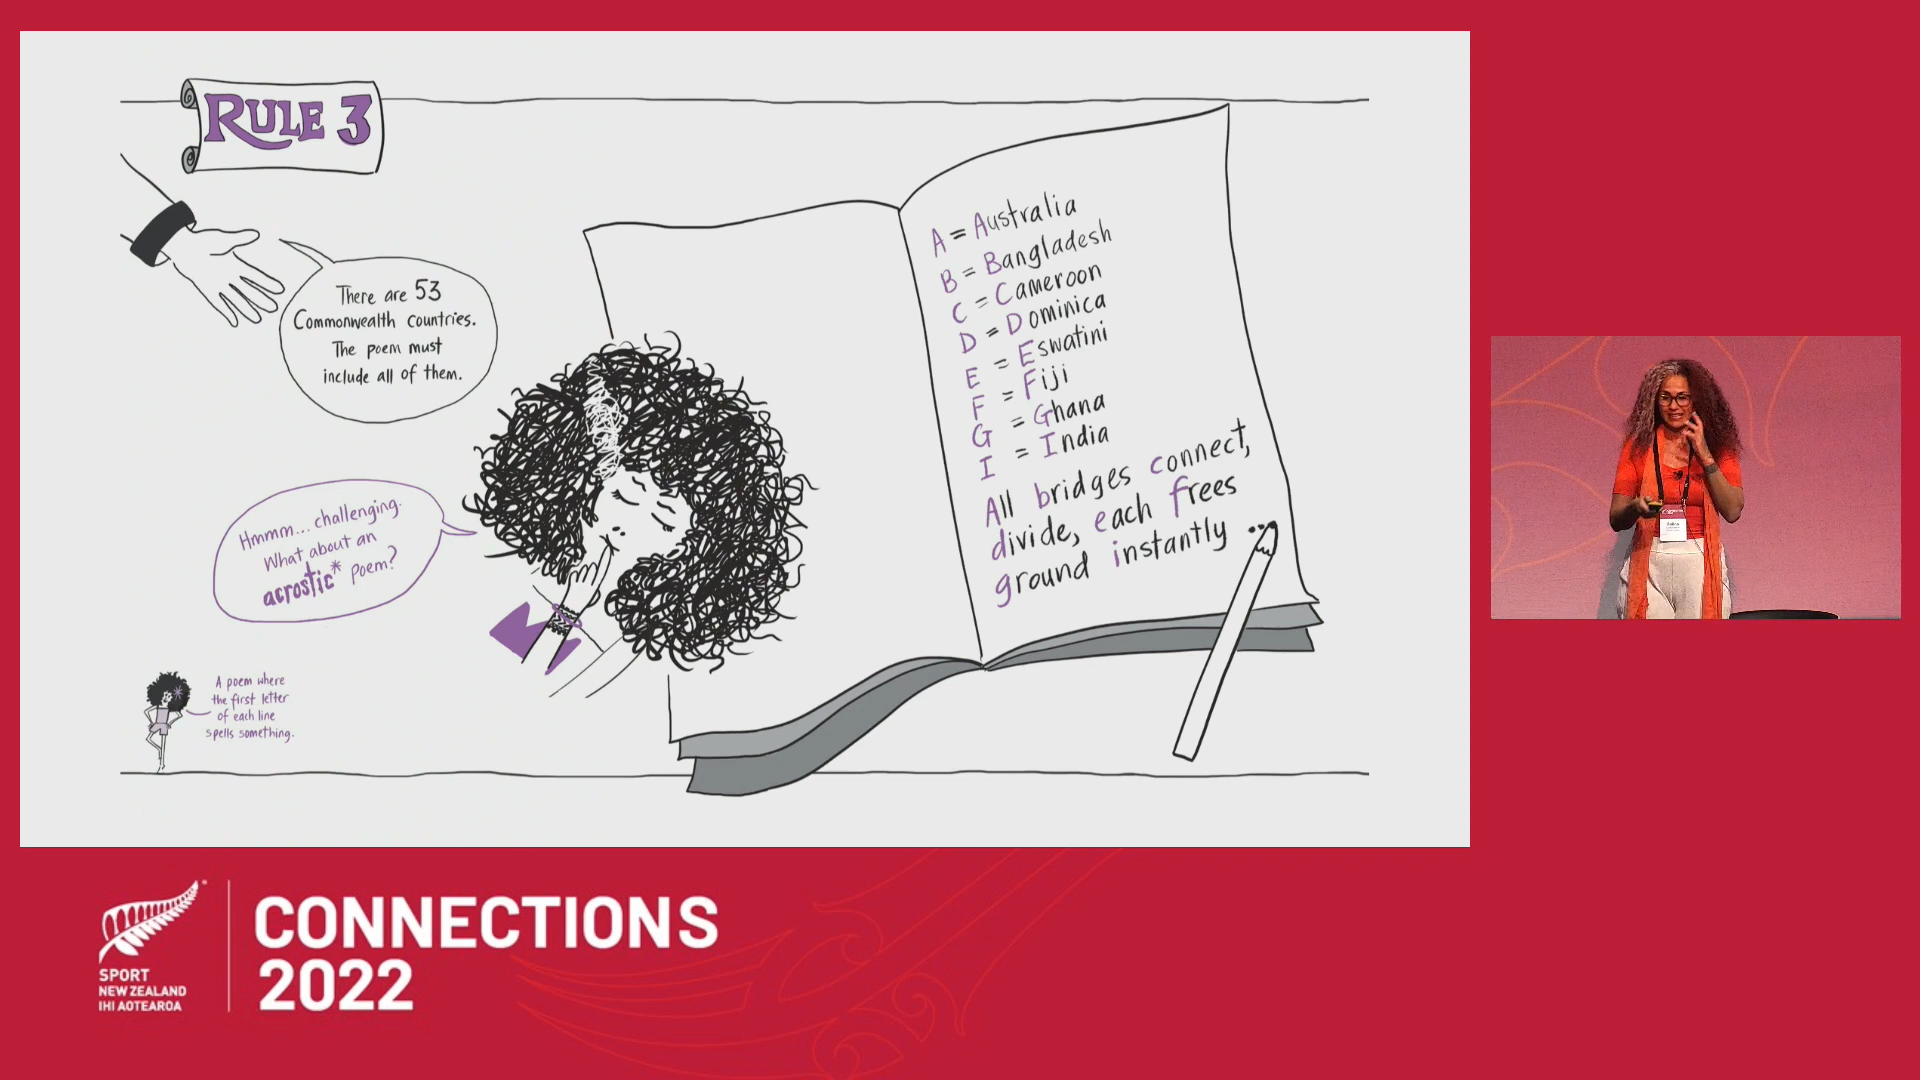 RULE 3
There are 53
Commonwealth countries.
The poem must
include all of them.
Hmmm... challenging.
What about an
acrostic* poem?
A poem where
the first letter
of each line
spells something.
A = Australia
B = Bangladesh
C = Cameroon
D = Dominica
E = Eswatini
F = Fiji
G = Ghana
I = India
All bridges connect,
divide, each frees
ground instantly ...
SPORT
NEW ZEALAND
IHI AOTEAROA
CONNECTIONS
2022